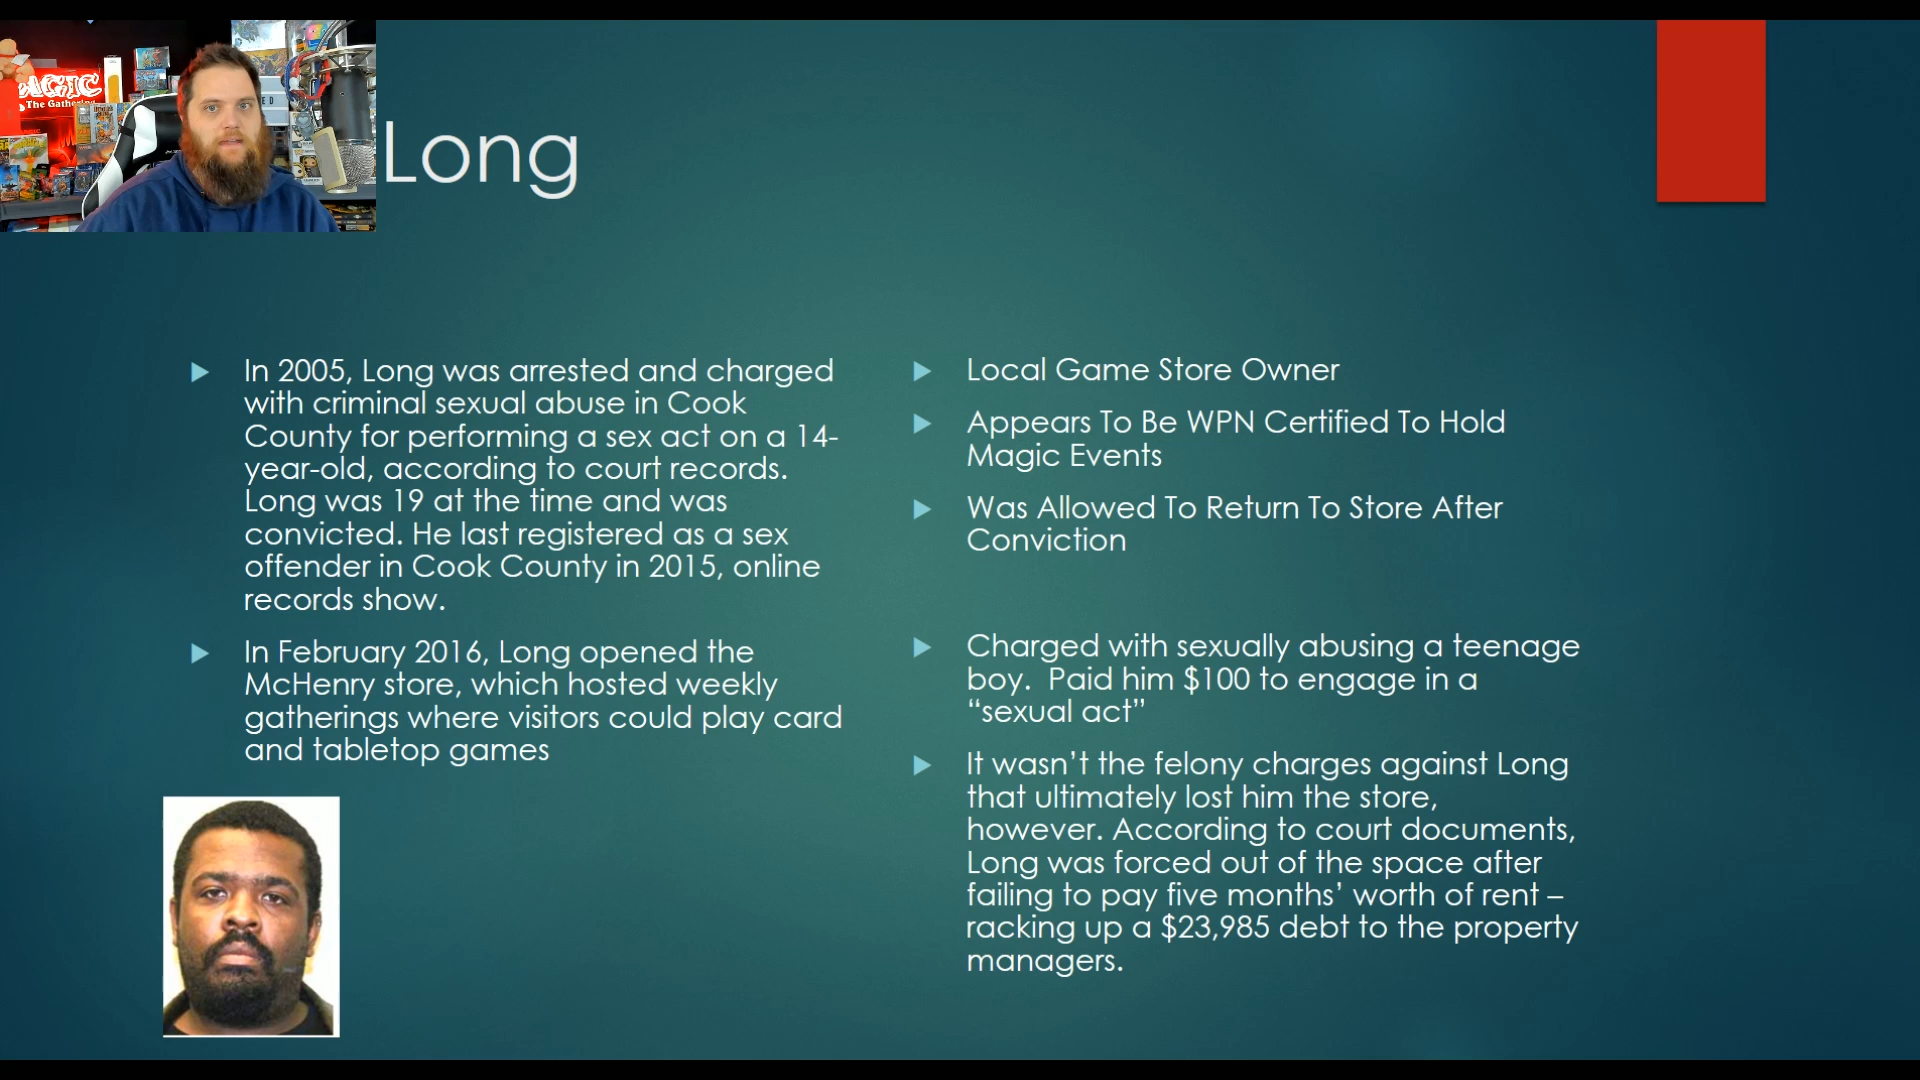 MAGIC
The Gathering
Long
In 2005, Long was arrested and charged
with criminal sexual abuse in Cook
County for performing a sex act on a 14-
year-old, according to court records.
Long was 19 at the time and was
convicted. He last registered as a sex
offender in Cook County in 2015, online
records show.
In February 2016, Long opened the
McHenry store, which hosted weekly
gatherings where visitors could play card
and tabletop games
Local Game Store Owner
Appears To Be WPN Certified To Hold
Magic Events
Was Allowed To Return To Store After
Conviction
Charged with sexually abusing a teenage
boy.  Paid him $100 to engage in a
“sexual act”
It wasn’t the felony charges against Long
that ultimately lost him the store,
however. According to court documents,
Long was forced out of the space after
failing to pay five months’ worth of rent –
racking up a $23,985 debt to the property
managers.